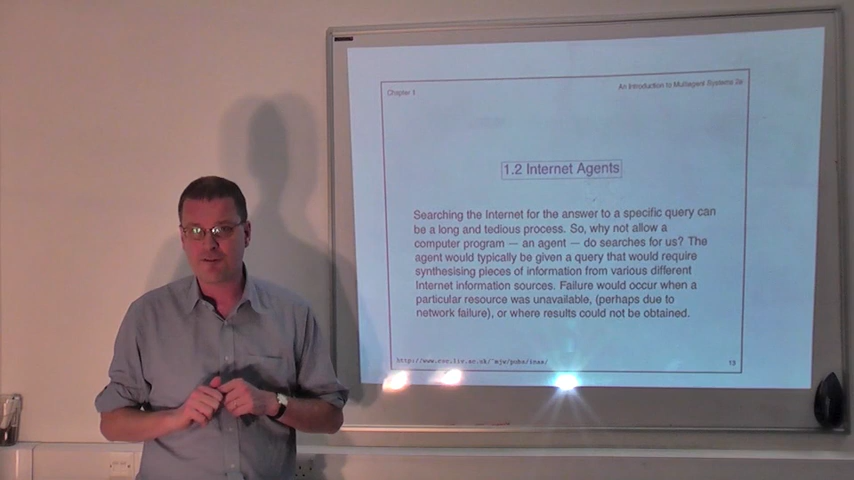 Chapter 1
An Introduction to Multiagent Systems 2e
1.2 Internet Agents
Searching the Internet for the answer to a specific query can
be a long and tedious process. So, why not allow a
computer program — an agent — do searches for us? The
agent would typically be given a query that would require
synthesising pieces of information from various different
Internet information sources. Failure would occur when a
particular resource was unavailable, (perhaps due to
network failure), or where results could not be obtained.
13